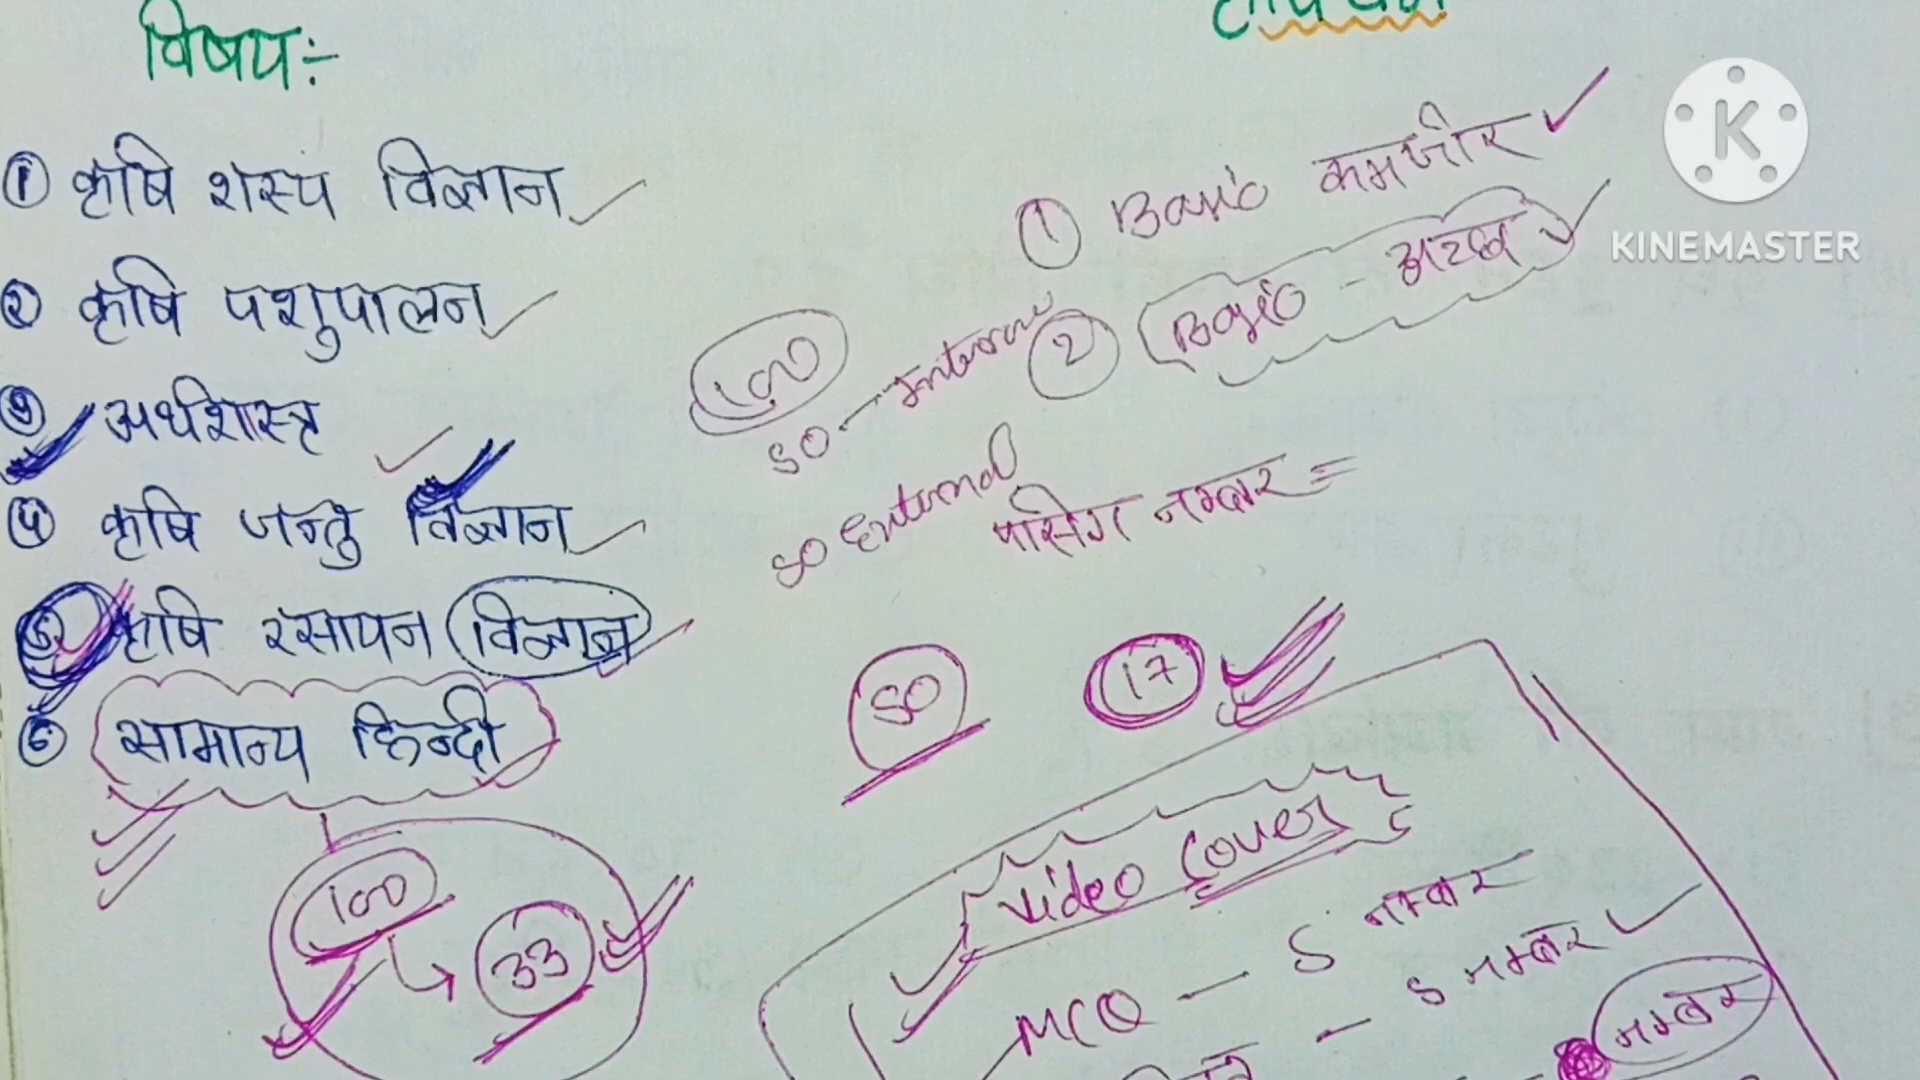 विषय:-
① कृषि शस्य विज्ञान
② कृषि पशुपालन
③ अर्थशास्त्र
④ कृषि जन्तु विज्ञान
⑤ कृषि रसायन विज्ञान
⑥ सामान्य हिन्दी
100
33
① Basic कमजोर
② Basic - अच्छा
100
50 -
50 External
पासिंग नम्बर =
50
17
Video Cover
MCQ - 5 नम्बर
- 5 नम्बर
नम्बर
K
KINEMASTER